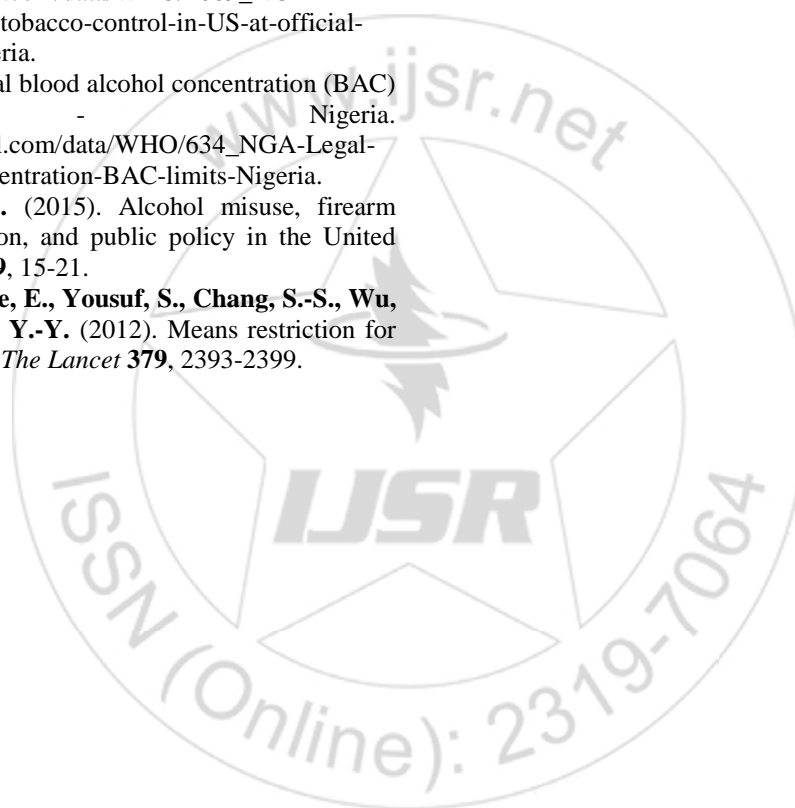 tobacco-control-in-US-at-official-
eria.
al blood alcohol concentration (BAC)
- Nigeria.
l.com/data/WHO/634_NGA-Legal-
entration-BAC-limits-Nigeria.
. (2015). Alcohol misuse, firearm
on, and public policy in the United
9, 15-21.
e, E., Yousuf, S., Chang, S.-S., Wu,
Y.-Y. (2012). Means restriction for
The Lancet 379, 2393-2399.
www.ijsr.net
IJSR
ISSN (Online): 2319-7064